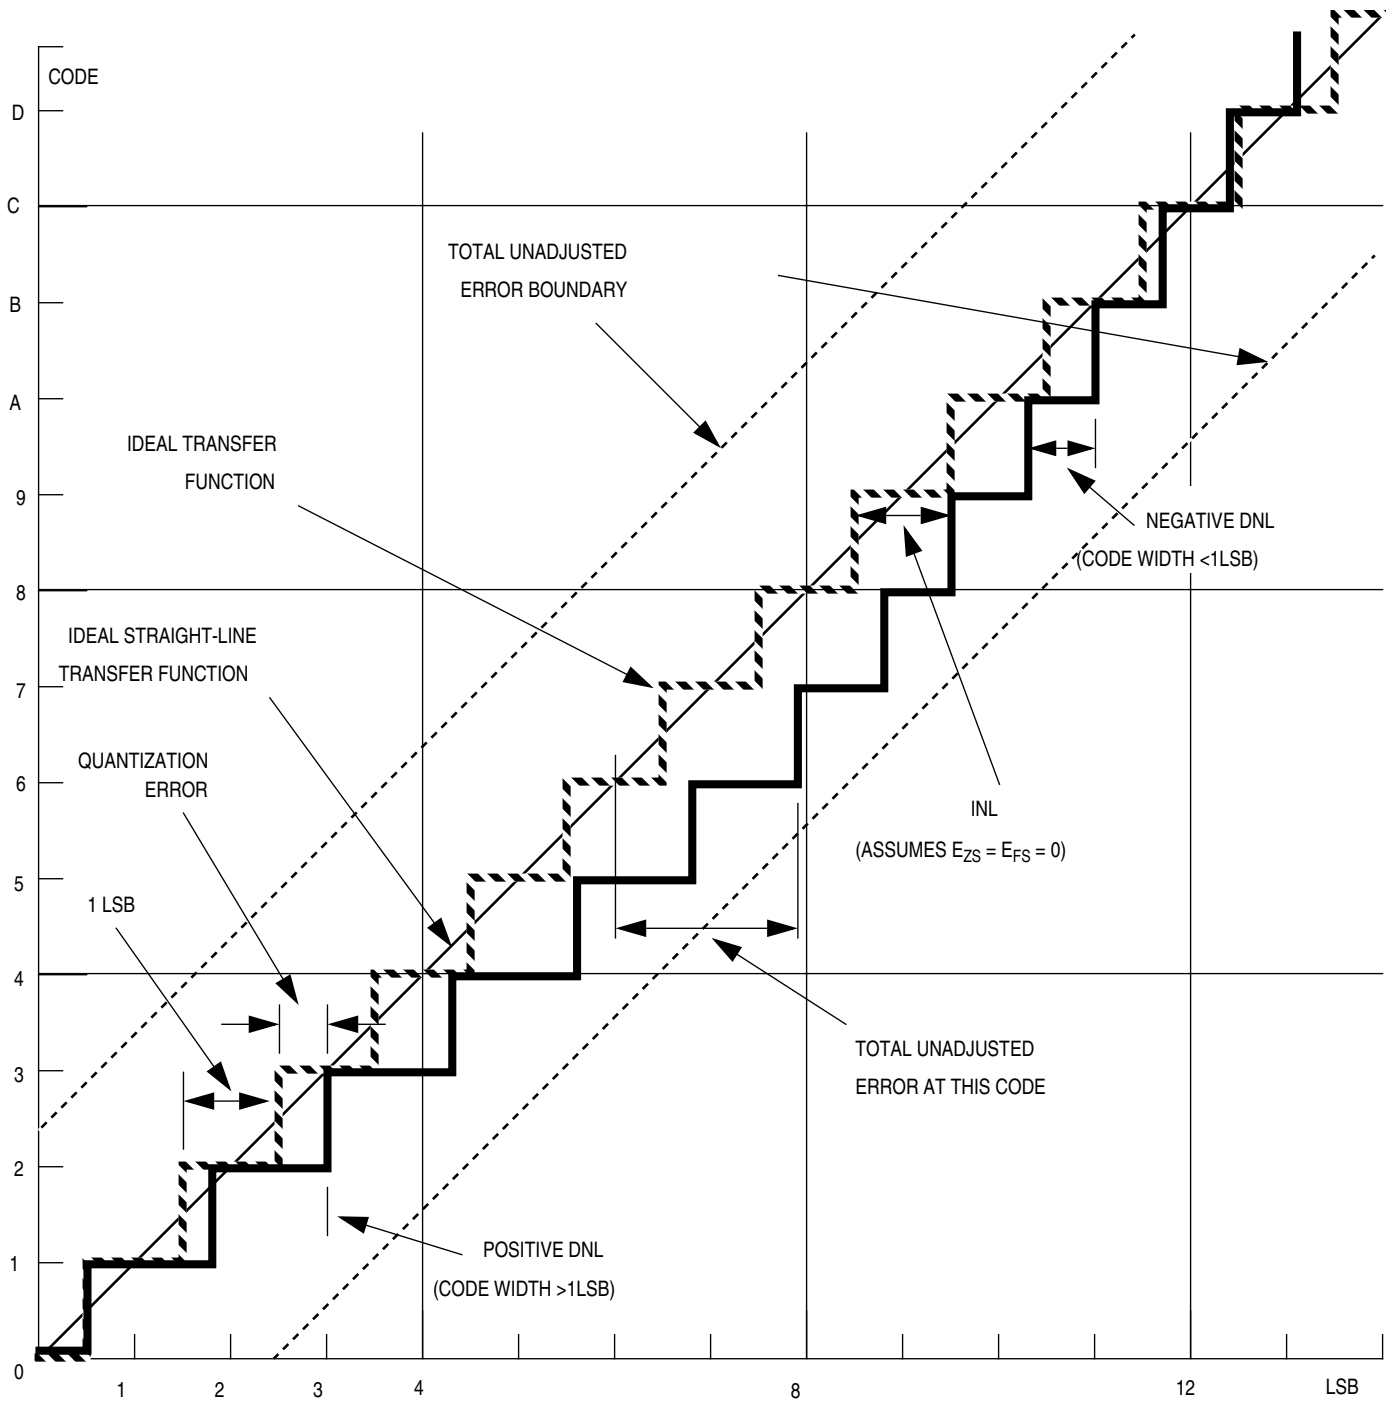 CODE
D
C
TOTAL UNADJUSTED
ERROR BOUNDARY
B
A
IDEAL TRANSFER
FUNCTION
9
NEGATIVE DNL
(CODE WIDTH <1LSB)
8
IDEAL STRAIGHT-LINE
TRANSFER FUNCTION
7
QUANTIZATION
ERROR
6
INL
(ASSUMES EZS = EFS = 0)
5
1 LSB
4
TOTAL UNADJUSTED
ERROR AT THIS CODE
3
2
POSITIVE DNL
(CODE WIDTH >1LSB)
1
0
1 2 3 4 8 12 LSB